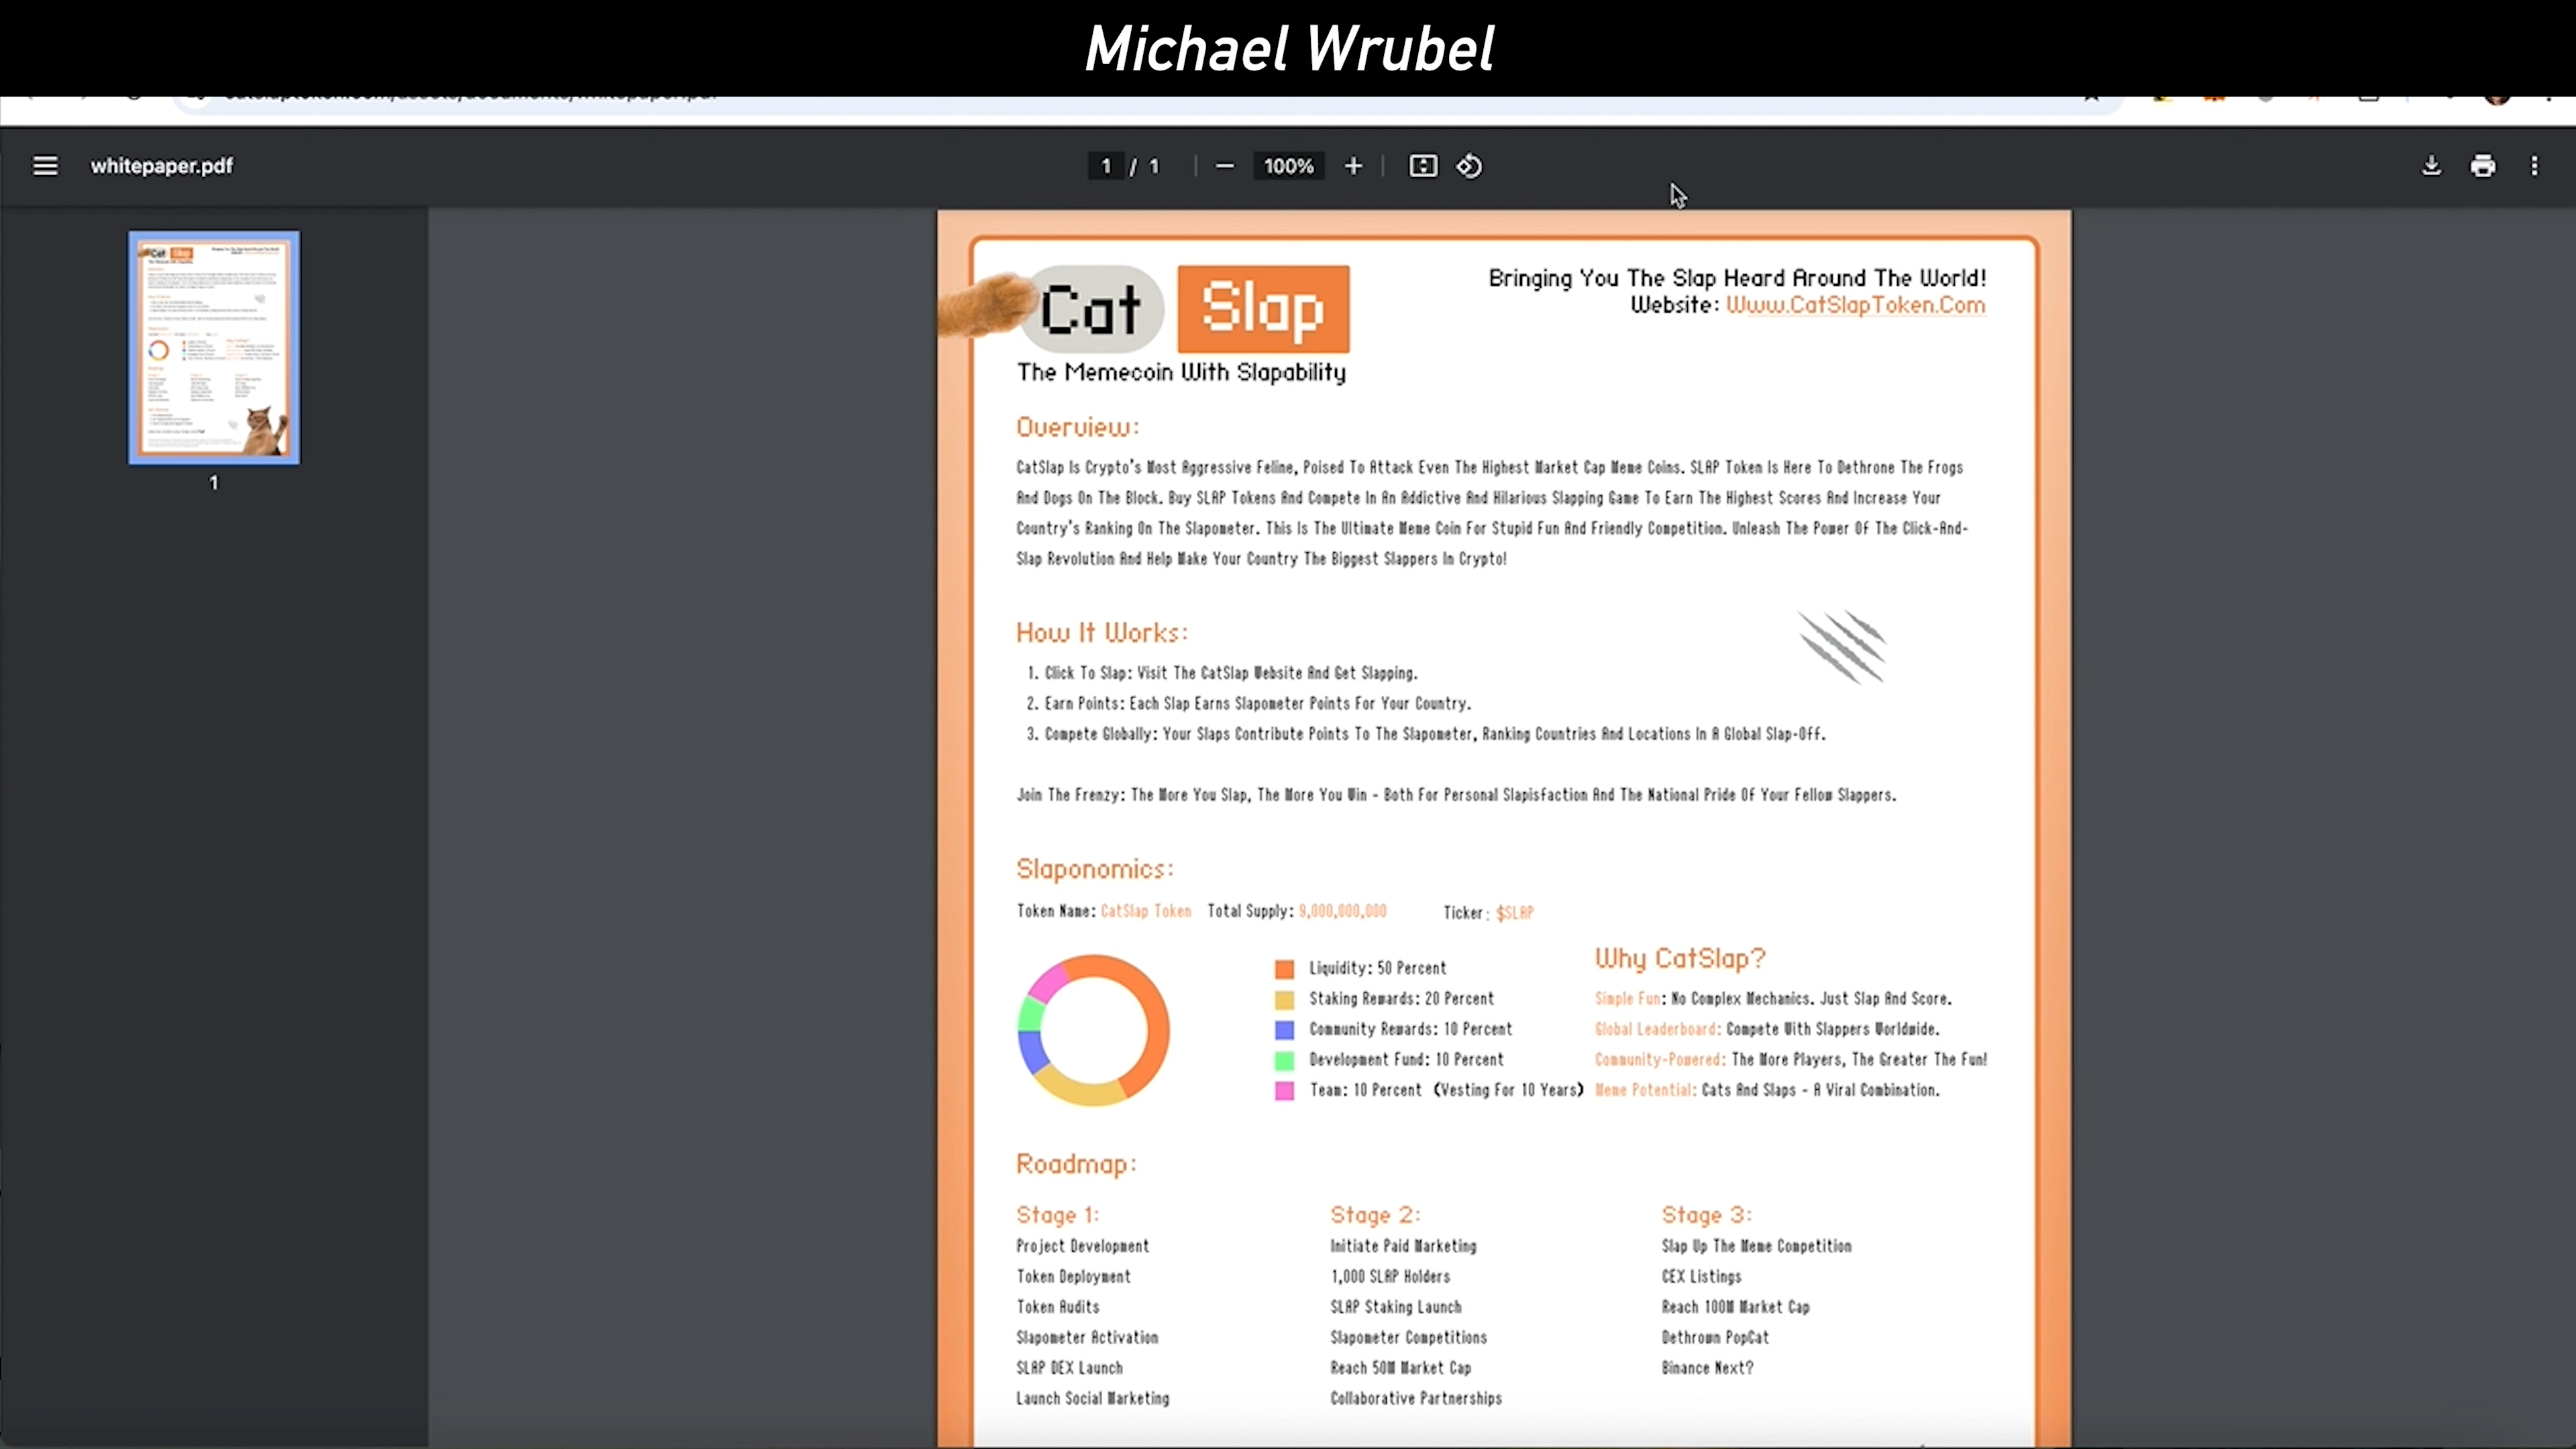 Michael Wrubel
catslaptoken.com/assets/documents/whitepaper.pdf
whitepaper.pdf
1 / 1
100%
1
Cat Slap
Bringing You The Slap Heard Around The World!
Website: Www.CatSlapToken.Com
The Memecoin With Slapability
Overview:
CatSlap Is Crypto's Most Aggressive Feline, Poised To Attack Even The Highest Market Cap Meme Coins. SLAP Token Is Here To Dethrone The Frogs
And Dogs On The Block. Buy SLAP Tokens And Compete In An Addictive And Hilarious Slapping Game To Earn The Highest Scores And Increase Your
Country's Ranking On The Slapometer. This Is The Ultimate Meme Coin For Stupid Fun And Friendly Competition. Unleash The Power Of The Click-And-
Slap Revolution And Help Make Your Country The Biggest Slappers In Crypto!
How It Works:
1. Click To Slap: Visit The CatSlap Website And Get Slapping.
2. Earn Points: Each Slap Earns Slapometer Points For Your Country.
3. Compete Globally: Your Slaps Contribute Points To The Slapometer, Ranking Countries And Locations In A Global Slap-Off.
Join The Frenzy: The More You Slap, The More You Win - Both For Personal Slapisfaction And The National Pride Of Your Fellow Slappers.
Slaponomics:
Token Name: CatSlap Token Total Supply: 9,000,000,000 Ticker: $SLAP
Liquidity: 50 Percent
Staking Rewards: 20 Percent
Community Rewards: 10 Percent
Development Fund: 10 Percent
Team: 10 Percent (Vesting For 10 Years)
Why CatSlap?
Simple Fun: No Complex Mechanics. Just Slap And Score.
Global Leaderboard: Compete With Slappers Worldwide.
Community-Powered: The More Players, The Greater The Fun!
Meme Potential: Cats And Slaps - A Viral Combination.
Roadmap:
Stage 1:
Project Development
Token Deployment
Token Audits
Slapometer Activation
SLAP DEX Launch
Launch Social Marketing
Stage 2:
Initiate Paid Marketing
1,000 SLAP Holders
SLAP Staking Launch
Slapometer Competitions
Reach 50M Market Cap
Collaborative Partnerships
Stage 3:
Slap Up The Meme Competition
CEX Listings
Reach 100M Market Cap
Dethrown PopCat
Binance Next?